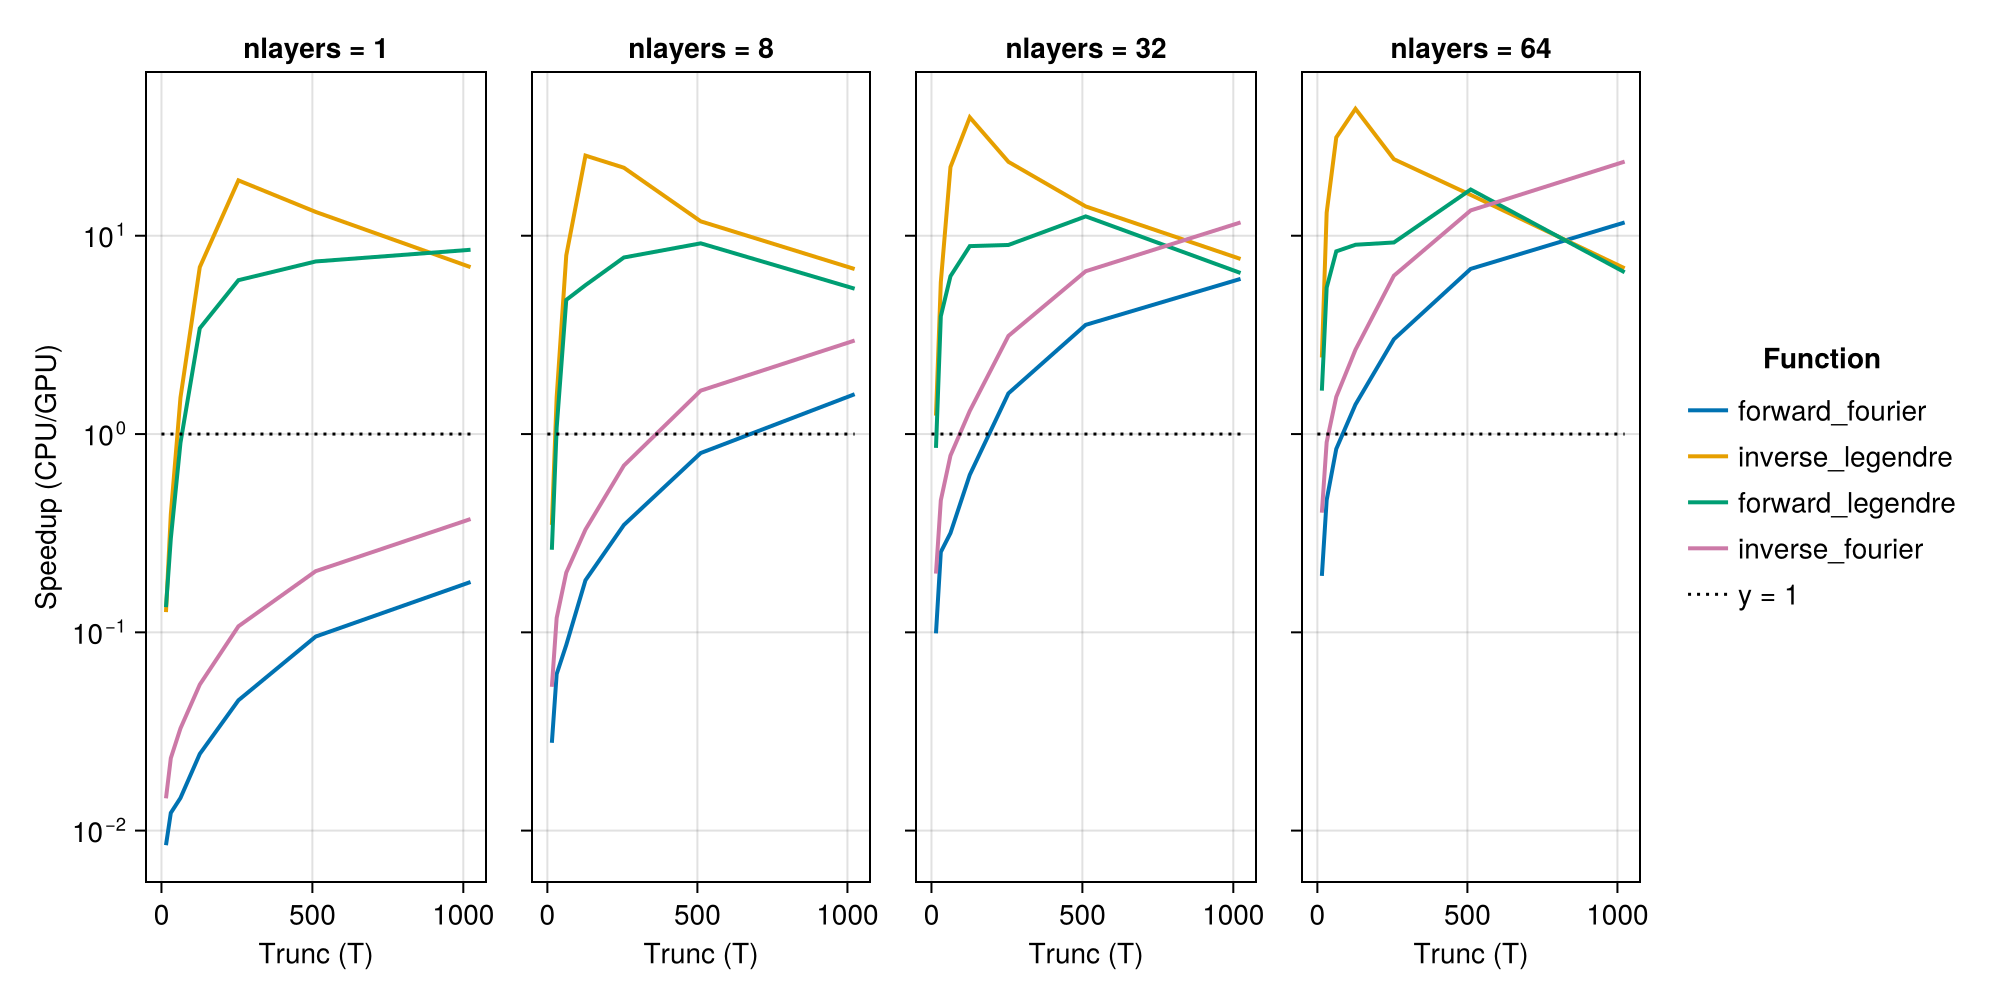 nlayers = 1
nlayers = 8
nlayers = 32
nlayers = 64
Speedup (CPU/GPU)
10¹
10⁰
10⁻¹
10⁻²
0 500 1000
0 500 1000
0 500 1000
0 500 1000
Trunc (T)
Trunc (T)
Trunc (T)
Trunc (T)
Function
forward_fourier
inverse_legendre
forward_legendre
inverse_fourier
y = 1